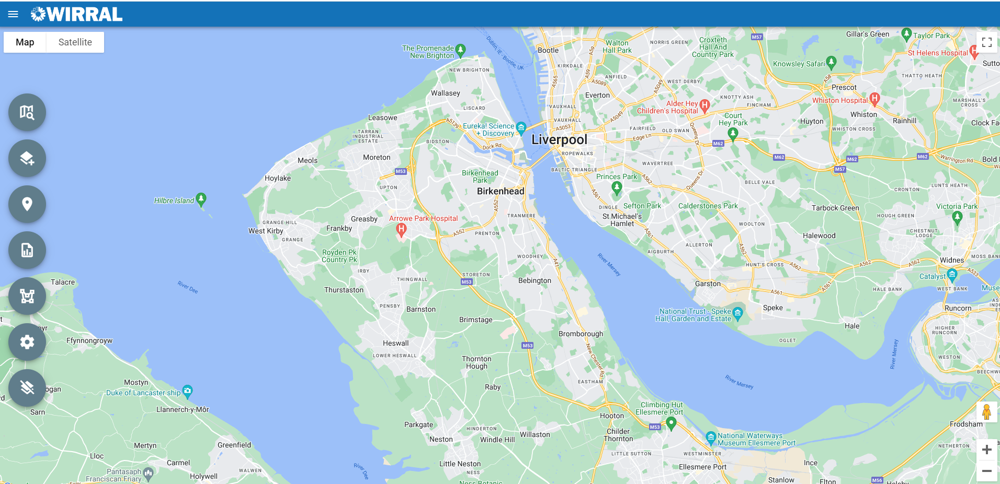 WIRRAL
Map
Satellite
Gillar's Green
Taylor Park
M57
The Promenade
New Brighton
Dublin, IE - Bootle, UK
Bootle
Walton
Hall Park
NORRIS GREEN
Croxteth
Hall And
Country Park
A59
St Helens Hospital
Sutto
Knowsley Safari
NEW BRIGHTON
KIRKDALE
A59
A565
A5089
ANFIELD
A5049
WEST DERBY
A58
THATTO HEATH
Prescot
Wallasey
Everton
KNOTTY ASH
Whiston Hospital
MARSHALL'S
CROSS
Alder Hey
Children's Hospital
FINCHAM
LISCARD
VAUXHALL
Leasowe
A5139
VAUXHALL
A5049
Court
Hey Park
Whiston
Rainhill
Huyton
Clock Fa
Eureka! Science
+ Discovery
A5053
FAIRFIELD
OLD SWAN
Queens Dr
WHISTON CROSS
TARRAN
INDUSTRIAL
ESTATE
BIDSTON
Dock Rd
Liverpool
Edge Ln
M62
ROPEWALKS
Meols
Moreton
M62
M62
M62
Warrington Rd
Bold
WAVERTREE
M53
Birkenhead
Park
BALTIC TRIANGLE
M57
Hoylake
Princes Park
A562
Queens Dr
BELLE VALE
LUNTS HEATH
UPTON
CRONTON
Birkenhead
A561
Hilbre Island
A552
DINGLE
Sefton Park
Calderstones Park
Tarbock Green
Victoria Park
Greasby
Arrowe Park Hospital
TRANMERE
St Michael's
Hamlet
HOUGH GREEN
GRANGE HILL
West Kirby
Frankby
A552
PRENTON
A561
WOOLTON
CHESTNUT
LODGE
GRANGE
Halewood
ALLERTON
A562
Royden Pk
Country Pk
WOODHEY
A41
River Mersey
AIGBURTH
Widnes
MOSS BAN
HUNT'S CROSS
A562
A562
A562
A533
IRBY
STORETON
Catalyst
Talacre
River Dee
THINGWALL
M53
Bebington
Garston
A561
A561
HALE BANK
WEST BANK
Muse
Thurstaston
PENSBY
Barnston
National Trust - Speke
Hall, Garden and Estate
Speke
Runcorn
Brimstage
Hale
HIGHER
RUNCORN
Bromborough
Ffynnongroyw
Heswall
M53
OGLET
River Mersey
LOWER HESWALL
New Chester Rd
Thornton
Hough
WESTON
BEECHWO
Mostyn
EASTHAM
River Mersey
Duke of Lancaster ship
Raby
Llannerch-y-Môr
Climbing Hut
Ellesmere Port
Sarn
Hooton
Parkgate
M53
Frodsham
HINDERTON
Childer
Thornton
National Waterways
Museum Ellesmere Port
Neston
Windle Hill
Willaston
Mertyn
Greenfield
NETHERTON
Lloc
LITTLE SUTTON
WESTMINSTER
Carmel
Little Neston
NESS
River Dee
Ellesmere Port
Ince
Pantasaph
Franciscan Friary
WALWEN
Holywell
Stanlow
M56
Elton
Helsby
Ness Botanic